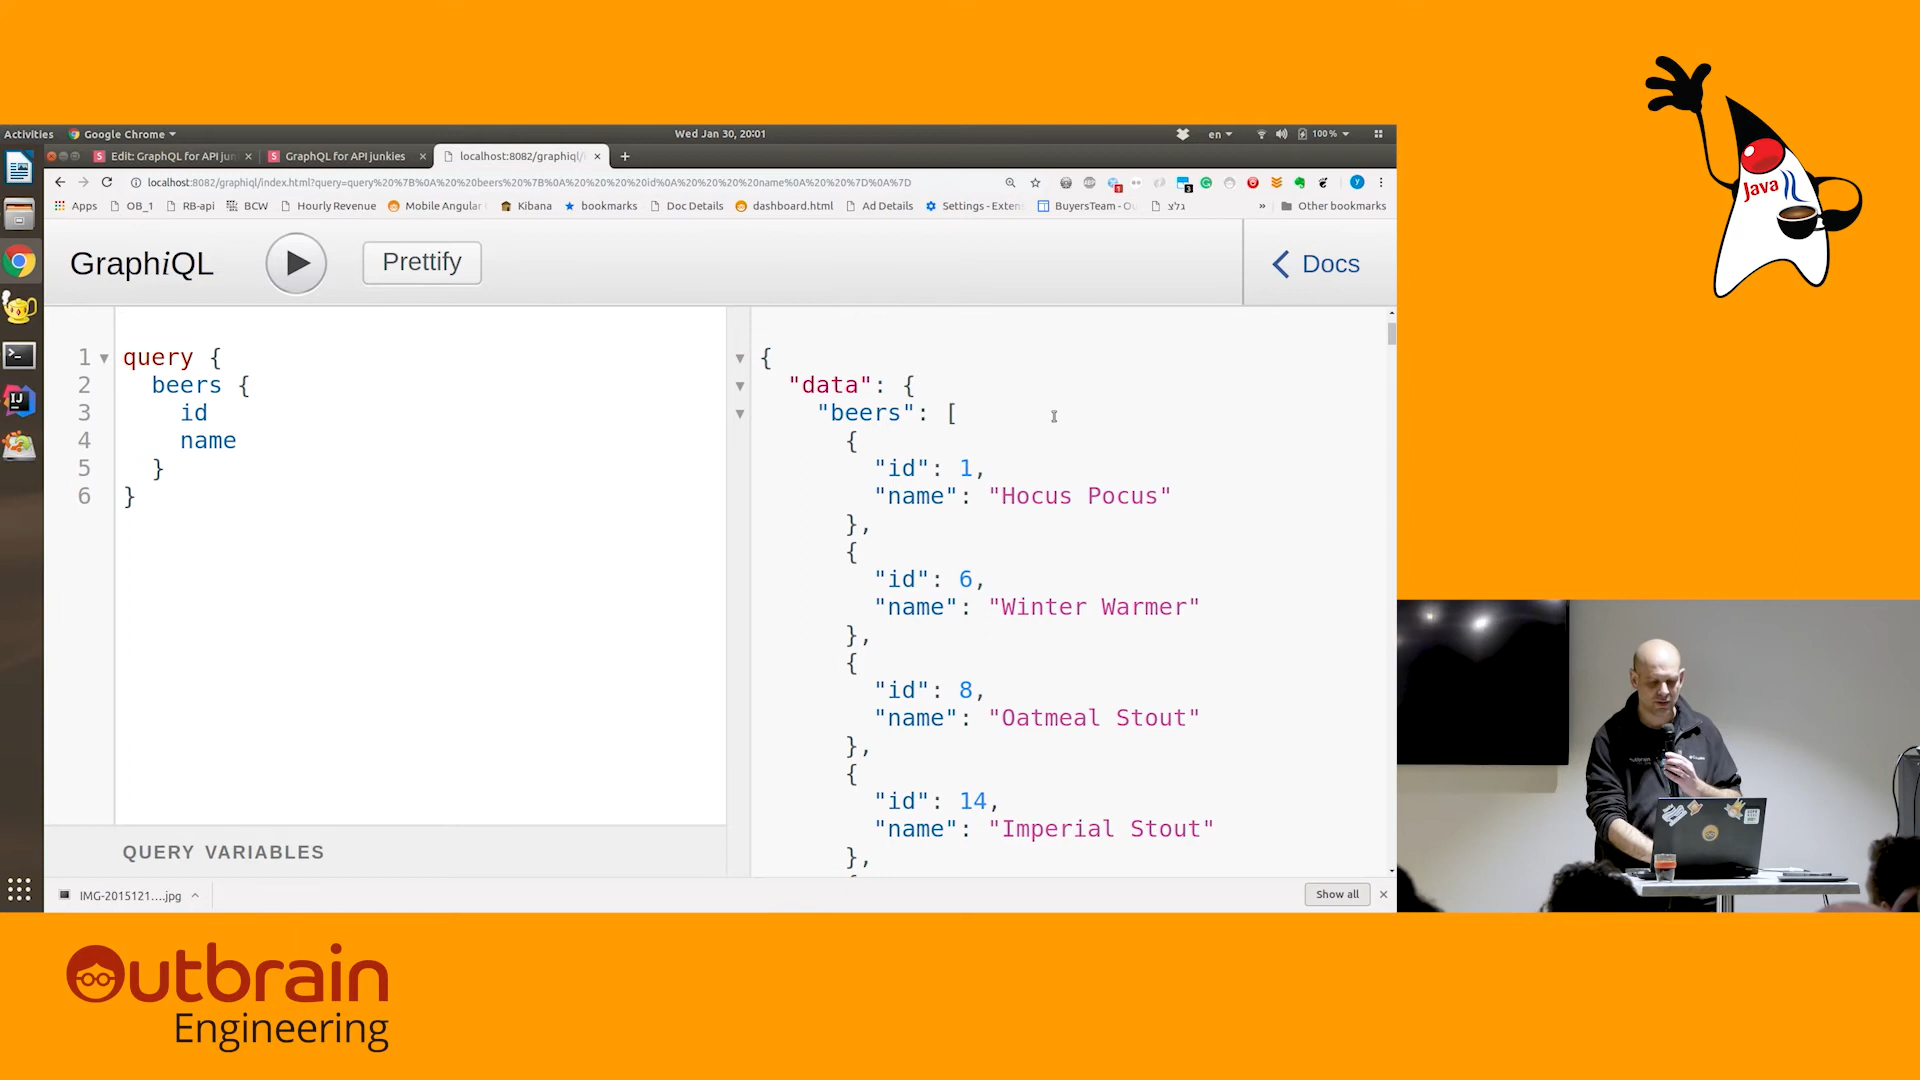 Activities
Google Chrome
Wed Jan 30, 20:01
en
100 %
Edit: GraphQL for API jun
GraphQL for API junkies
localhost:8082/graphiql/
localhost:8082/graphiql/index.html?query=query%20%7B%0A%20%20beers%20%7B%0A%20%20%20%20id%0A%20%20%20%20name%0A%20%20%7D%0A%7D
Apps
OB_1
RB-api
BCW
Hourly Revenue
Mobile Angular
Kibana
bookmarks
Doc Details
dashboard.html
Ad Details
Settings - Exten
BuyersTeam - Ou
גלצ
»
Other bookmarks
GraphiQL
Prettify
Docs
1 query {
2 beers {
3 id
4 name
5 }
6 }
{
"data": {
"beers": [
{
"id": 1,
"name": "Hocus Pocus"
},
{
"id": 6,
"name": "Winter Warmer"
},
{
"id": 8,
"name": "Oatmeal Stout"
},
{
"id": 14,
"name": "Imperial Stout"
},
QUERY VARIABLES
IMG-2015121....jpg
Show all
Java
Outbrain
Engineering